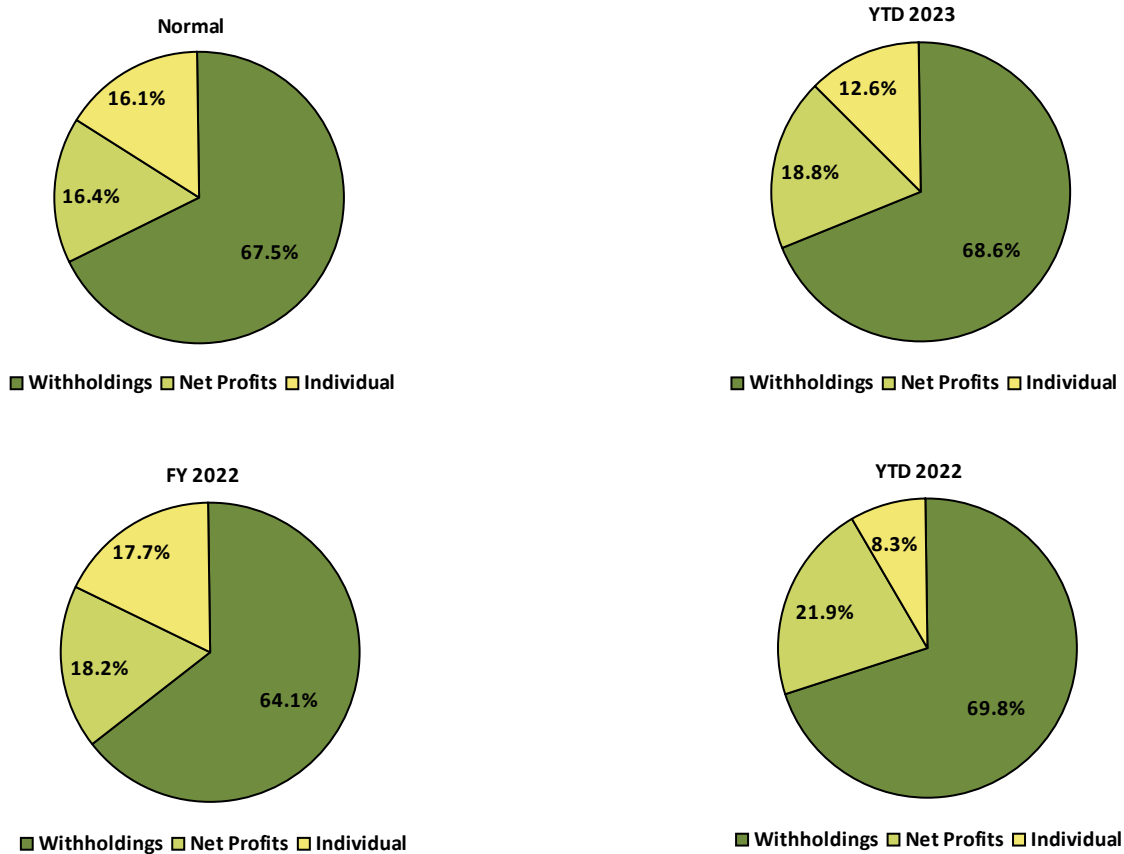 Normal
16.1%
16.4%
67.5%
Withholdings Net Profits Individual
YTD 2023
12.6%
18.8%
68.6%
Withholdings Net Profits Individual
FY 2022
17.7%
18.2%
64.1%
Withholdings Net Profits Individual
YTD 2022
8.3%
21.9%
69.8%
Withholdings Net Profits Individual